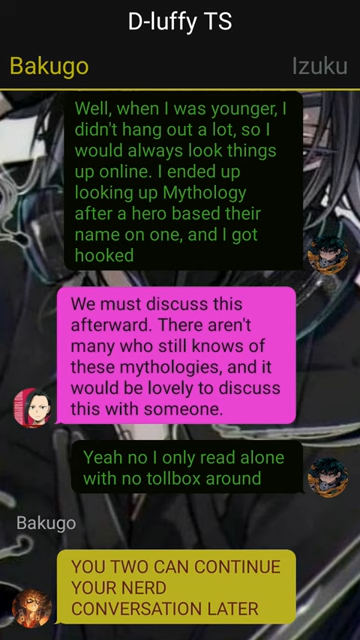 D-luffy TS
Bakugo
Izuku
Well, when I was younger, I
didn't hang out a lot, so I
would always look things
up online. I ended up
looking up Mythology
after a hero based their
name on one, and I got
hooked
We must discuss this
afterward. There aren't
many who still knows of
these mythologies, and it
would be lovely to discuss
this with someone.
Yeah no I only read alone
with no tollbox around
Bakugo
YOU TWO CAN CONTINUE
YOUR NERD
CONVERSATION LATER